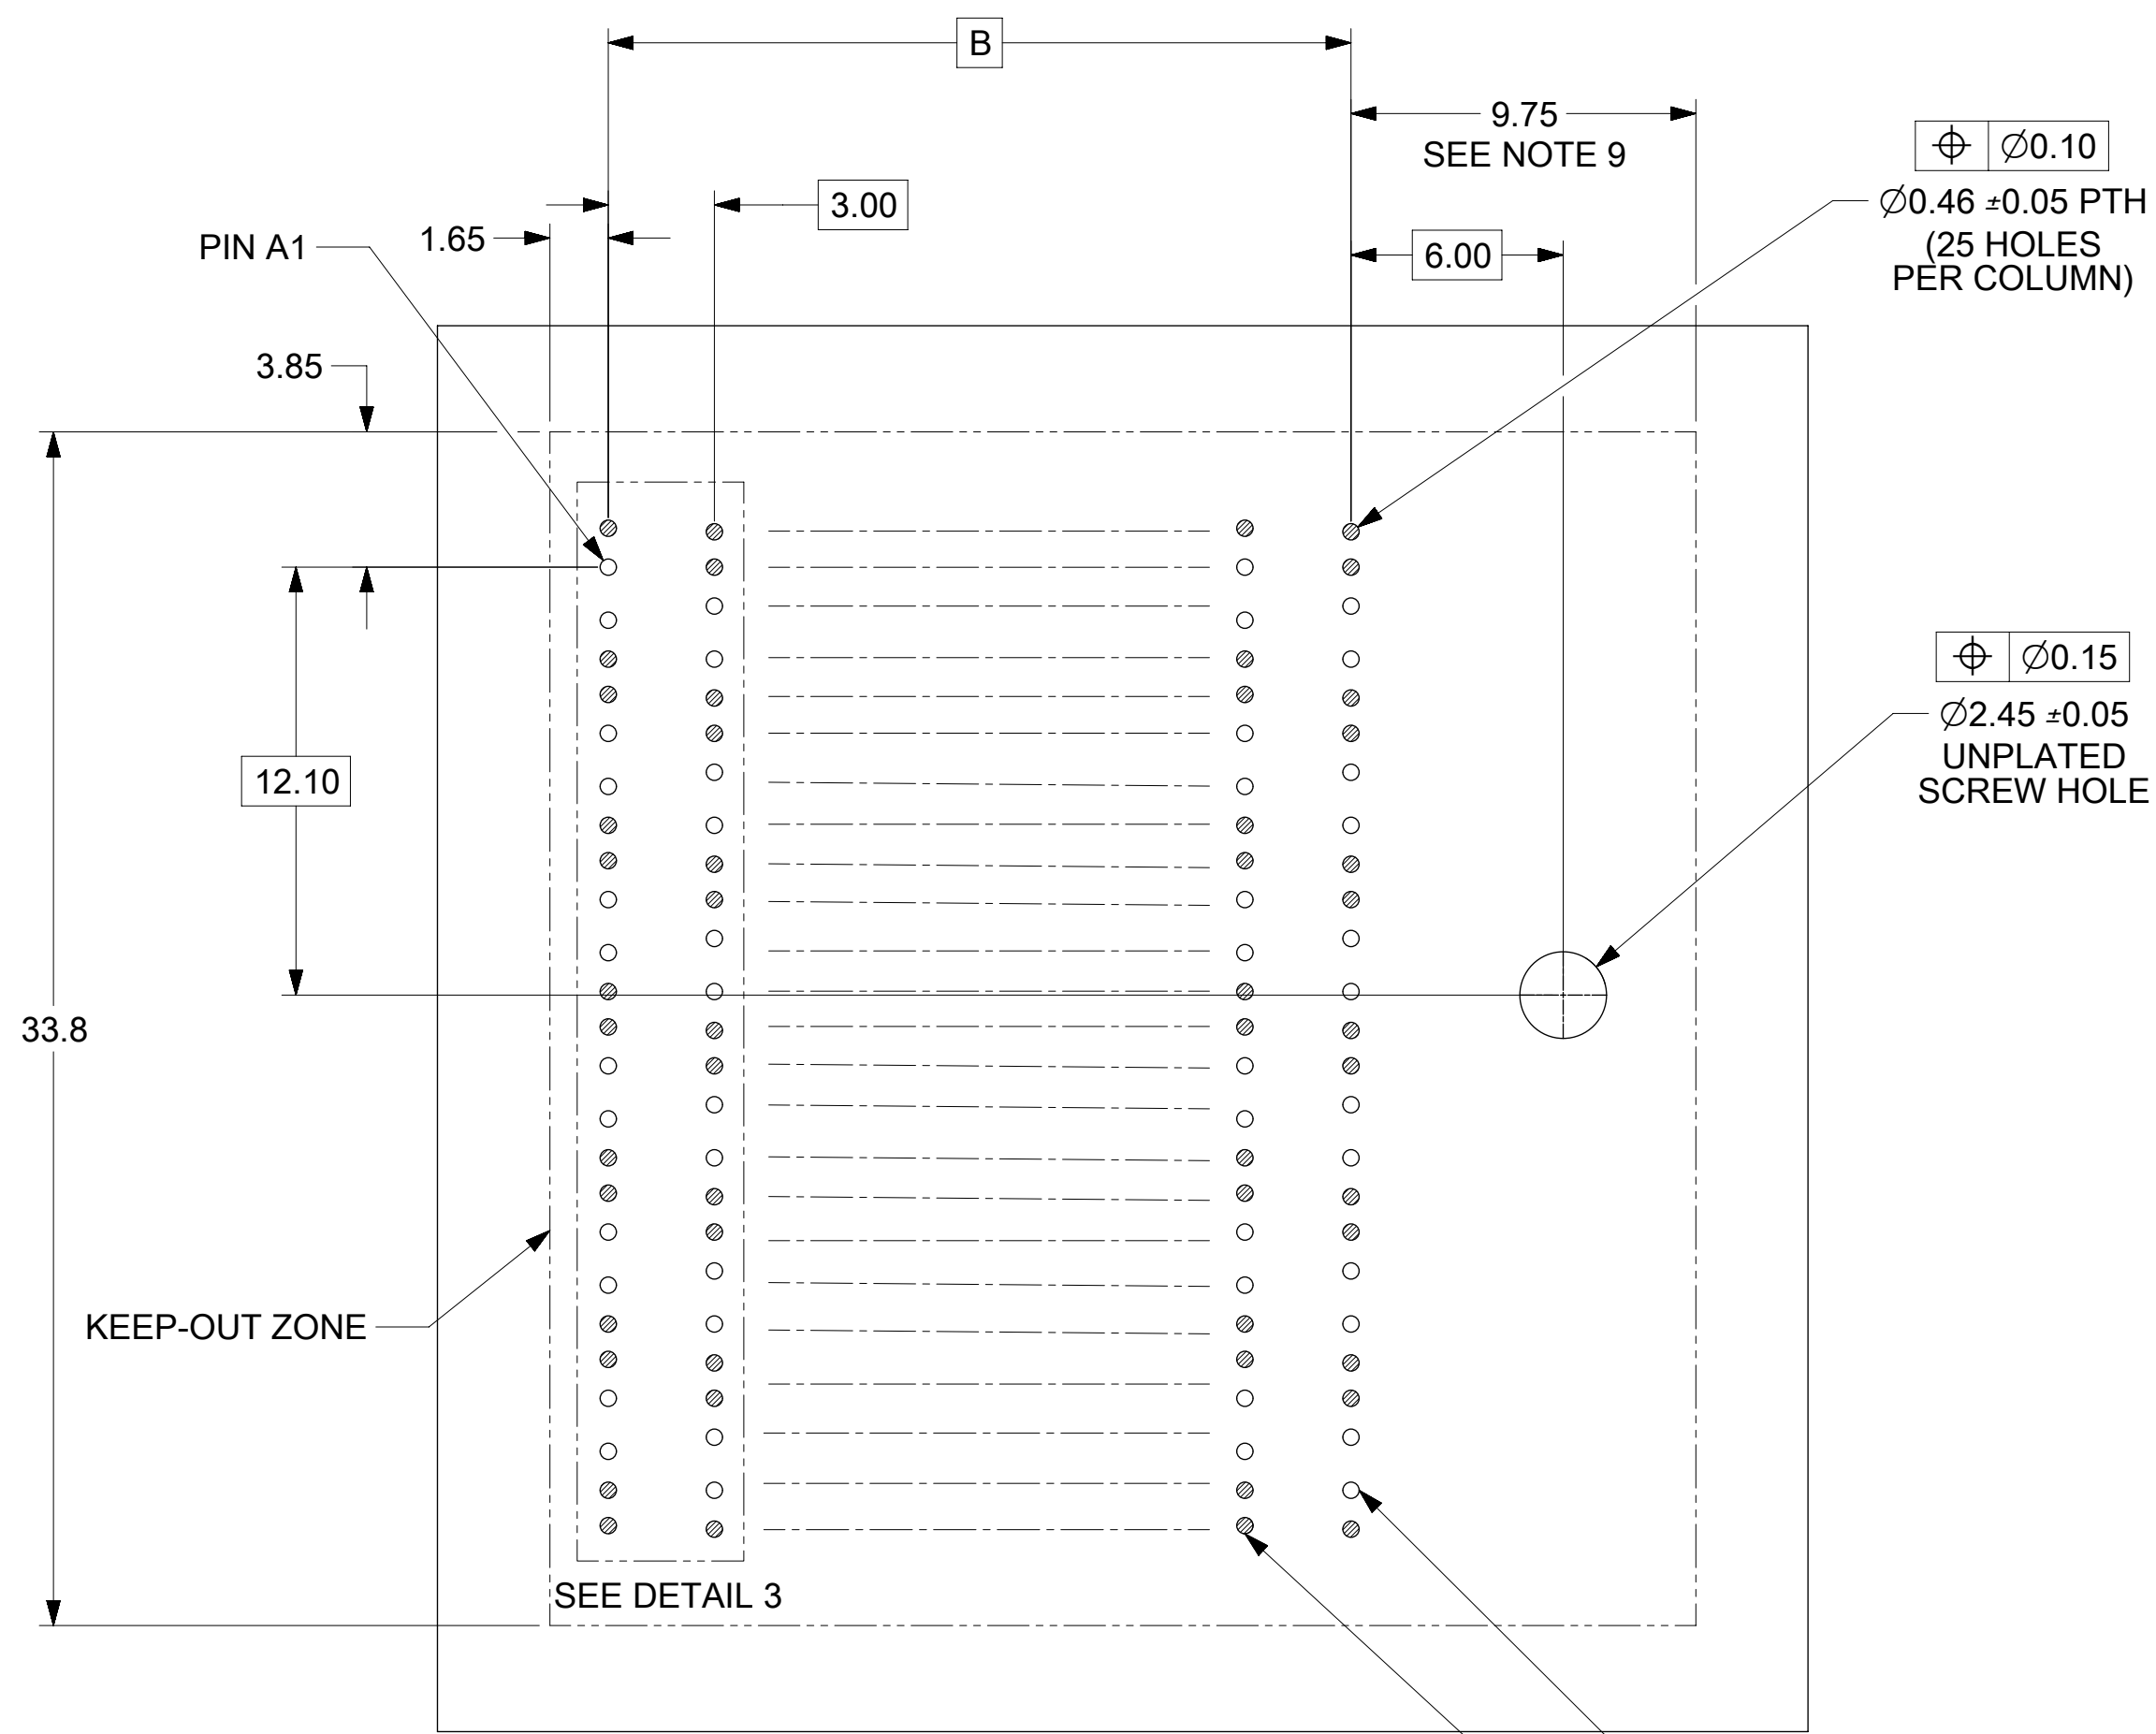 B
9.75
SEE NOTE 9
⌖ ∅0.10
∅0.46 ±0.05 PTH
(25 HOLES
PER COLUMN)
3.00
1.65
PIN A1
6.00
3.85
⌖ ∅0.15
∅2.45 ±0.05
UNPLATED
SCREW HOLE
12.10
33.8
KEEP-OUT ZONE
SEE DETAIL 3